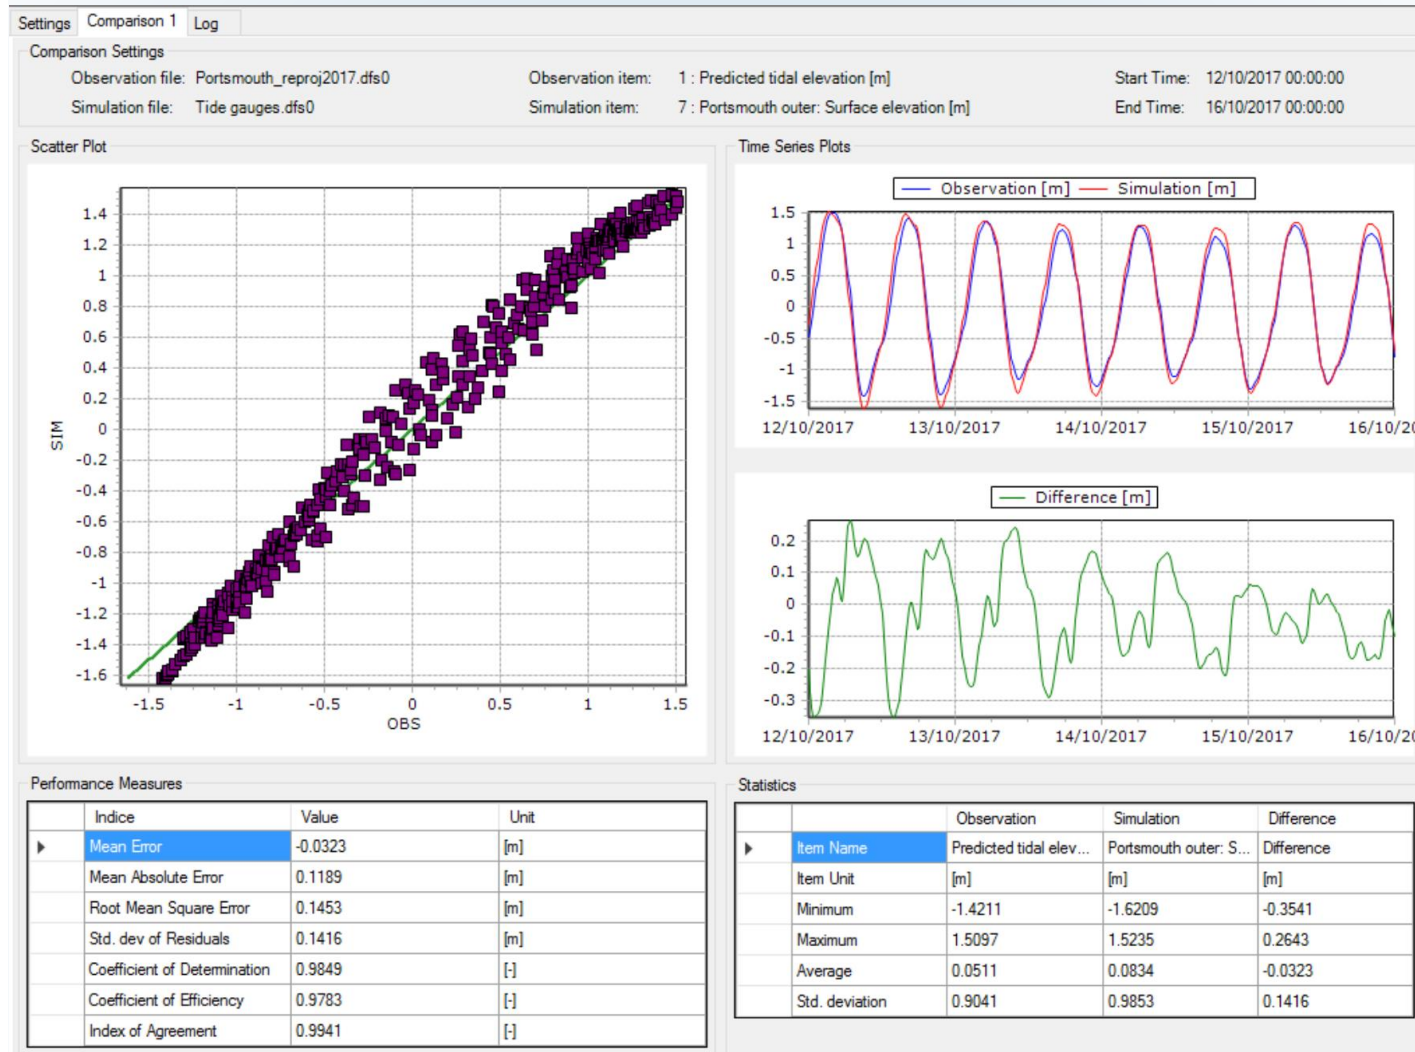 Settings Comparison 1 Log
Comparison Settings
Observation file: Portsmouth_reproj2017.dfs0 Observation item: 1 : Predicted tidal elevation [m] Start Time: 12/10/2017 00:00:00
Simulation file: Tide gauges.dfs0 Simulation item: 7 : Portsmouth outer: Surface elevation [m] End Time: 16/10/2017 00:00:00
Scatter Plot
1.4
1.2
1
0.8
0.6
0.4
0.2
0
-0.2
-0.4
-0.6
-0.8
-1
-1.2
-1.4
-1.6
SIM
-1.5 -1 -0.5 0 0.5 1 1.5
OBS
Time Series Plots
Observation [m] Simulation [m]
1.5
1
0.5
0
-0.5
-1
-1.5
12/10/2017 13/10/2017 14/10/2017 15/10/2017 16/10/20
Difference [m]
0.2
0.1
0
-0.1
-0.2
-0.3
12/10/2017 13/10/2017 14/10/2017 15/10/2017 16/10/20
Performance Measures
Indice Value Unit
Mean Error -0.0323 [m]
Mean Absolute Error 0.1189 [m]
Root Mean Square Error 0.1453 [m]
Std. dev of Residuals 0.1416 [m]
Coefficient of Determination 0.9849 [-]
Coefficient of Efficiency 0.9783 [-]
Index of Agreement 0.9941 [-]
Statistics
Observation Simulation Difference
Item Name Predicted tidal elev... Portsmouth outer: S... Difference
Item Unit [m] [m] [m]
Minimum -1.4211 -1.6209 -0.3541
Maximum 1.5097 1.5235 0.2643
Average 0.0511 0.0834 -0.0323
Std. deviation 0.9041 0.9853 0.1416